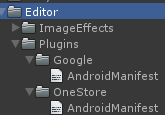 Editor
ImageEffects
Plugins
Google
AndroidManifest
OneStore
AndroidManifest